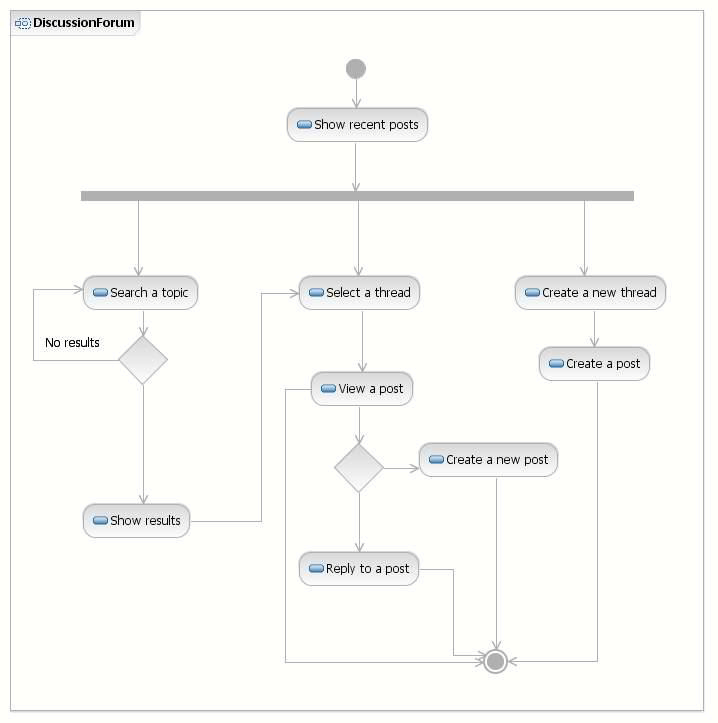 DiscussionForum
Show recent posts
Search a topic
Select a thread
Create a new thread
No results
Create a post
View a post
Create a new post
Show results
Reply to a post